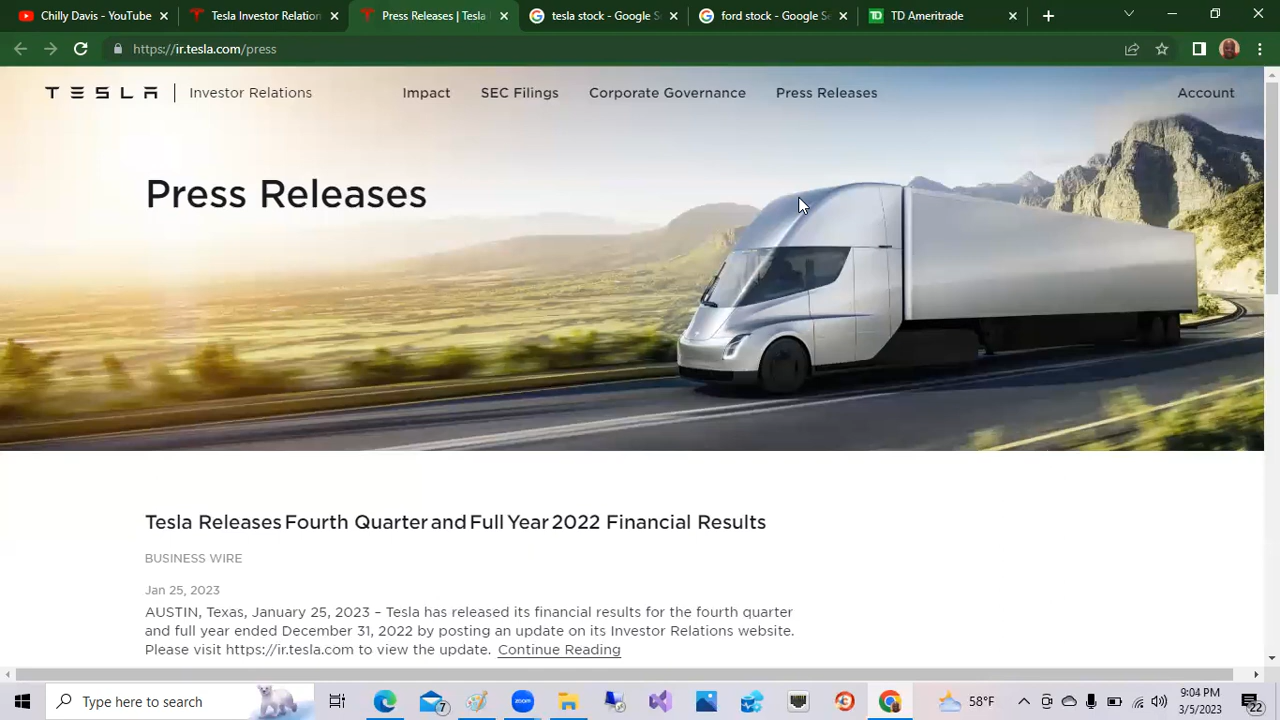 Chilly Davis - YouTube
Tesla Investor Relation
Press Releases | Tesla
tesla stock - Google S
ford stock - Google Se
TD Ameritrade
https://ir.tesla.com/press
TESLA | Investor Relations
Impact
SEC Filings
Corporate Governance
Press Releases
Account
Press Releases
Tesla Releases Fourth Quarter and Full Year 2022 Financial Results
BUSINESS WIRE
Jan 25, 2023
AUSTIN, Texas, January 25, 2023 – Tesla has released its financial results for the fourth quarter
and full year ended December 31, 2022 by posting an update on its Investor Relations website.
Please visit https://ir.tesla.com to view the update. Continue Reading
Type here to search
7
zoom
58°F
9:04 PM
3/5/2023
22